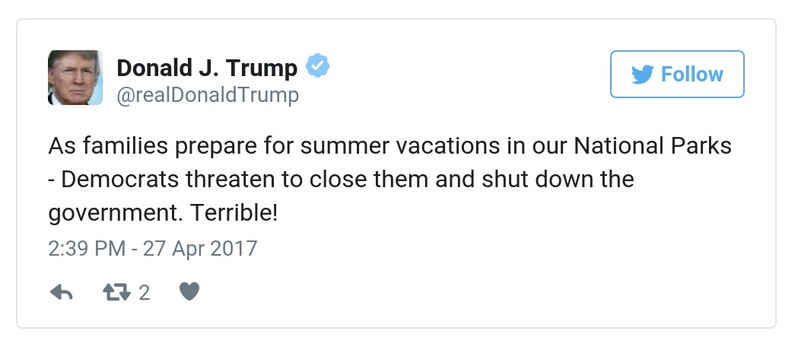 Donald J. Trump
@realDonaldTrump
Follow
As families prepare for summer vacations in our National Parks
- Democrats threaten to close them and shut down the
government. Terrible!
2:39 PM - 27 Apr 2017
2